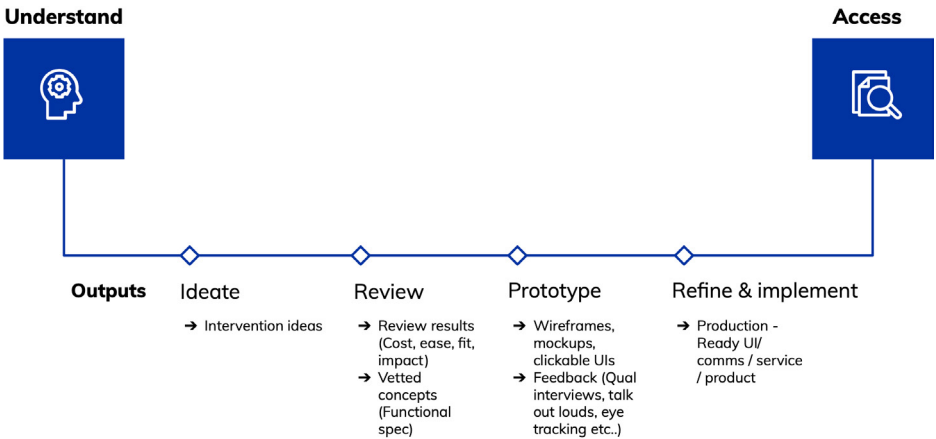 Understand
Access
Outputs
Ideate
➔ Intervention ideas
Review
➔ Review results
(Cost, ease, fit,
impact)
➔ Vetted
concepts
(Functional
spec)
Prototype
➔ Wireframes,
mockups,
clickable UIs
➔ Feedback (Qual
interviews, talk
out louds, eye
tracking etc..)
Refine & implement
➔ Production -
Ready UI/
comms / service
/ product